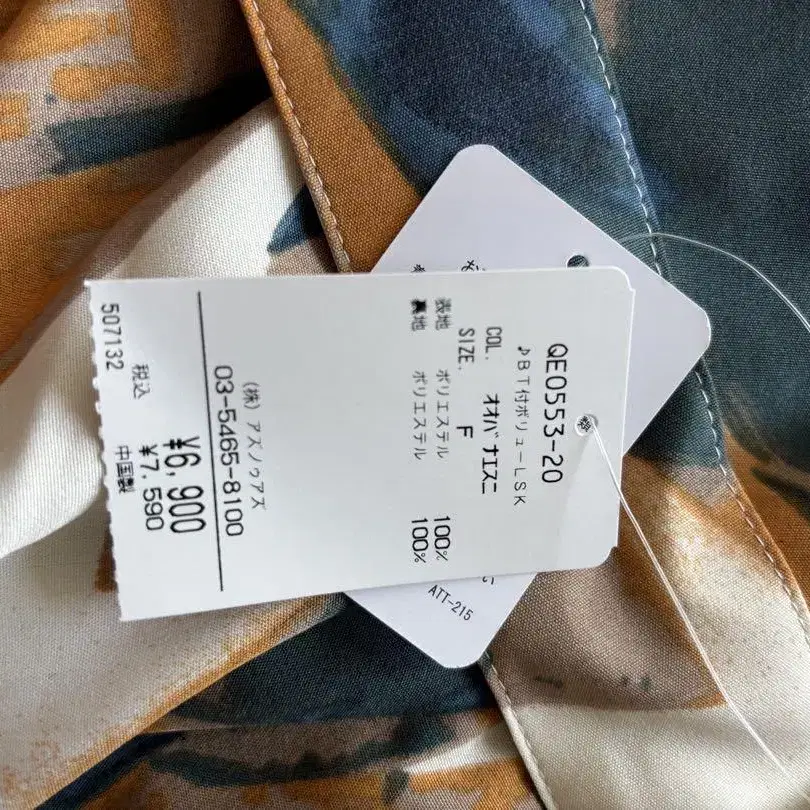 QE0553-20
♪BT付ボリューLSK
COL. オオバナエスニ
SIZE. F
表地 ポリエステル 100%
裏地 ポリエステル 100%
(株) アズノゥアズ
03-5465-8100
¥6,900
税込 ¥7,590
中国製
507132
ATT-215